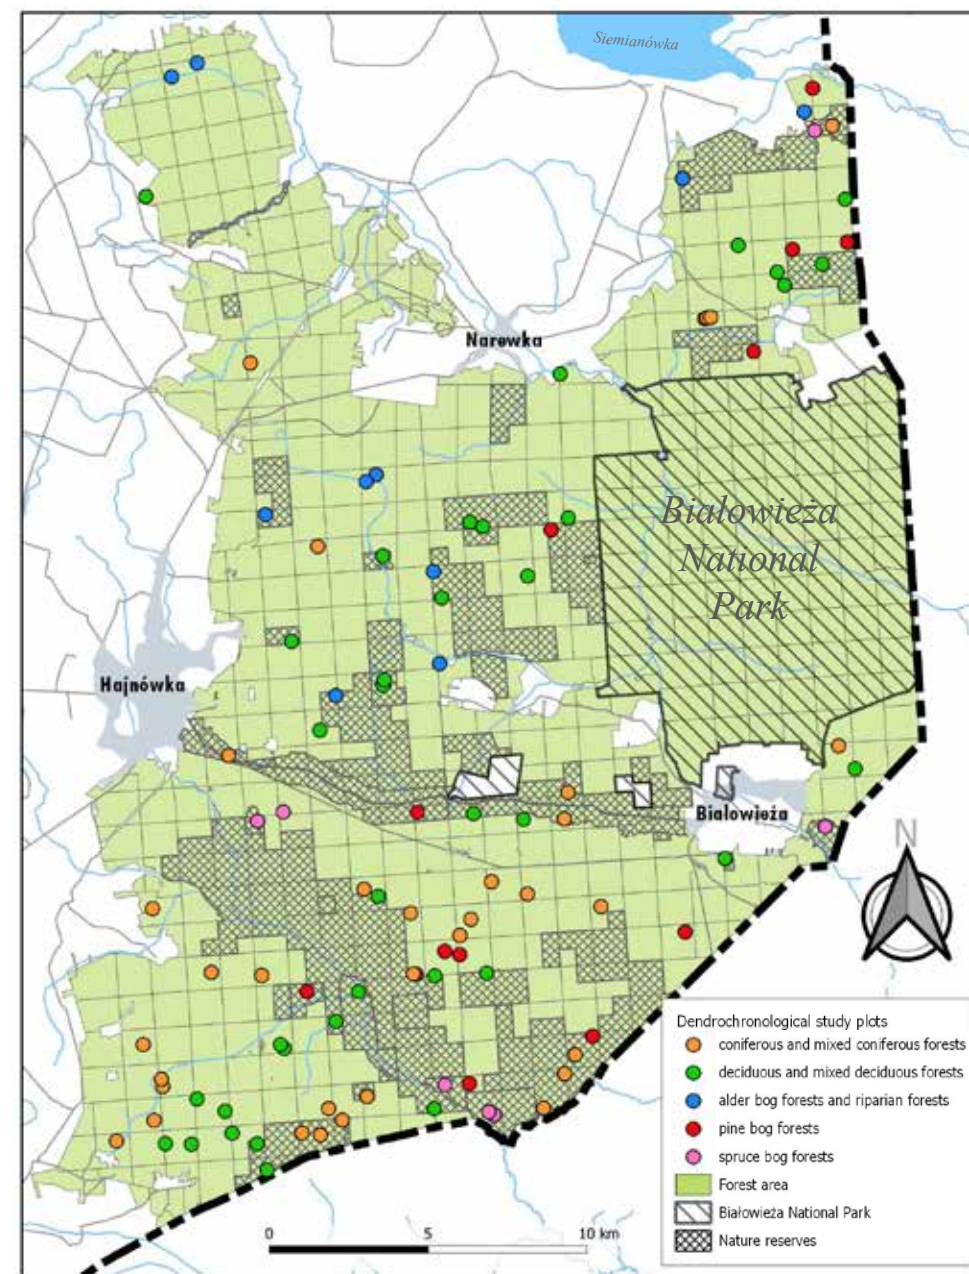 Siemianówka
Narewka
Białowieża
National
Park
Hajnówka
Białowieża
N
Dendrochronological study plots
coniferous and mixed coniferous forests
deciduous and mixed deciduous forests
alder bog forests and riparian forests
pine bog forests
spruce bog forests
Forest area
Białowieża National Park
Nature reserves
0 5 10 km